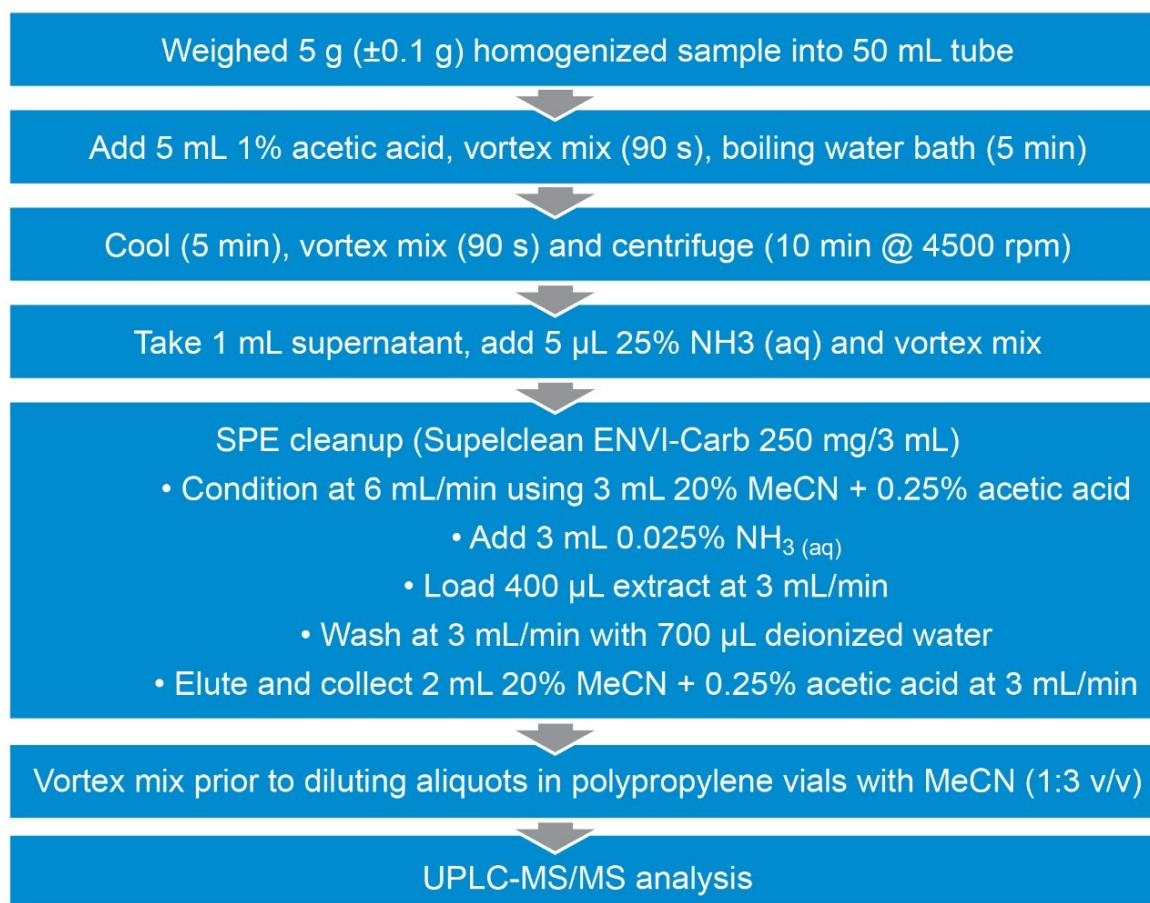 Weighed 5 g (±0.1 g) homogenized sample into 50 mL tube
Add 5 mL 1% acetic acid, vortex mix (90 s), boiling water bath (5 min)
Cool (5 min), vortex mix (90 s) and centrifuge (10 min @ 4500 rpm)
Take 1 mL supernatant, add 5 µL 25% NH3 (aq) and vortex mix
SPE cleanup (Supelclean ENVI-Carb 250 mg/3 mL)
• Condition at 6 mL/min using 3 mL 20% MeCN + 0.25% acetic acid
• Add 3 mL 0.025% NH₃ (aq)
• Load 400 µL extract at 3 mL/min
• Wash at 3 mL/min with 700 µL deionized water
• Elute and collect 2 mL 20% MeCN + 0.25% acetic acid at 3 mL/min
Vortex mix prior to diluting aliquots in polypropylene vials with MeCN (1:3 v/v)
UPLC-MS/MS analysis